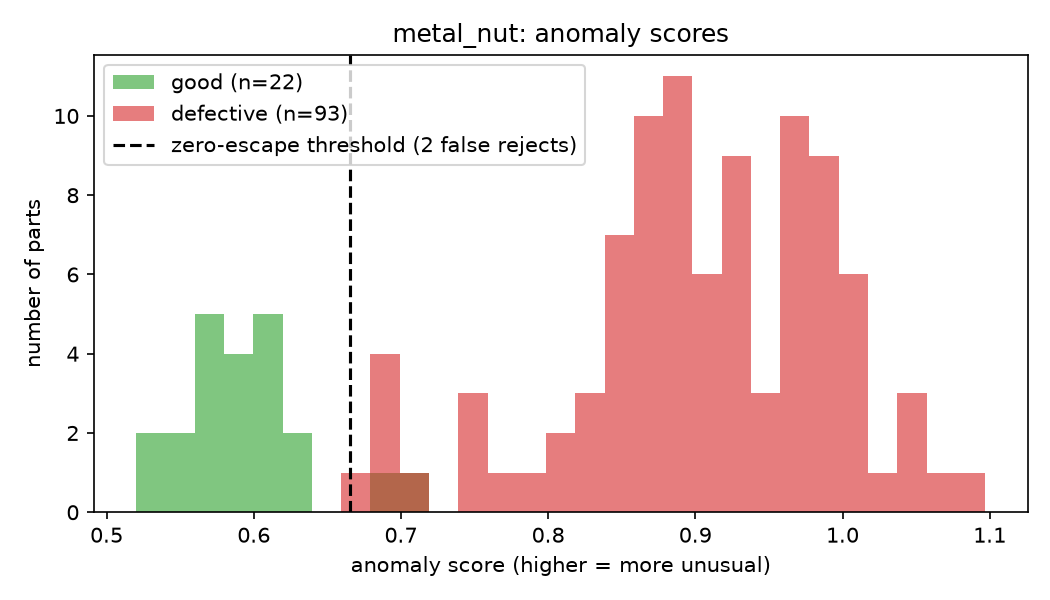 metal_nut: anomaly scores
good (n=22)
defective (n=93)
zero-escape threshold (2 false rejects)
number of parts
10
8
6
4
2
0
0.5 0.6 0.7 0.8 0.9 1.0 1.1
anomaly score (higher = more unusual)